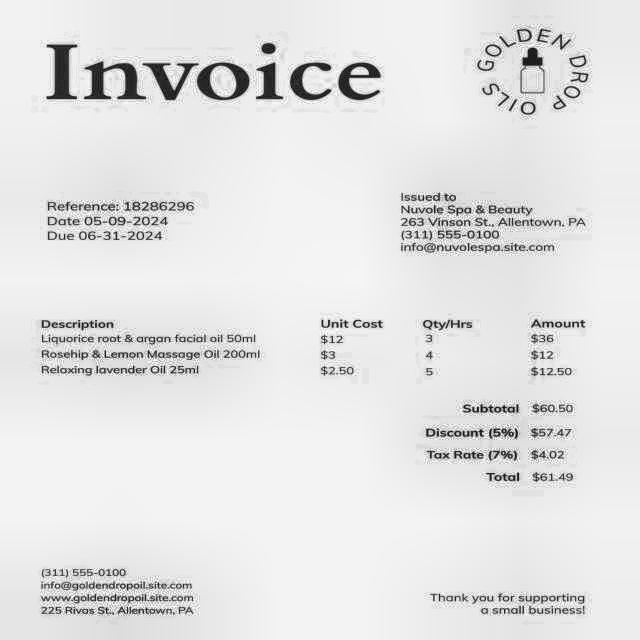 Invoice
GOLDEN DROP OILS
Reference: 18286296
Date 05-09-2024
Due 06-31-2024
Issued to
Nuvole Spa & Beauty
263 Vinson St., Allentown, PA
(311) 555-0100
info@nuvolespa.site.com
Description Unit Cost Qty/Hrs Amount
Liquorice root & argan facial oil 50ml $12 3 $36
Rosehip & Lemon Massage Oil 200ml $3 4 $12
Relaxing lavender Oil 25ml $2.50 5 $12.50
Subtotal $60.50
Discount (5%) $57.47
Tax Rate (7%) $4.02
Total $61.49
(311) 555-0100
info@goldendropoil.site.com
www.goldendropoil.site.com
225 Rivas St., Allentown, PA
Thank you for supporting
a small business!